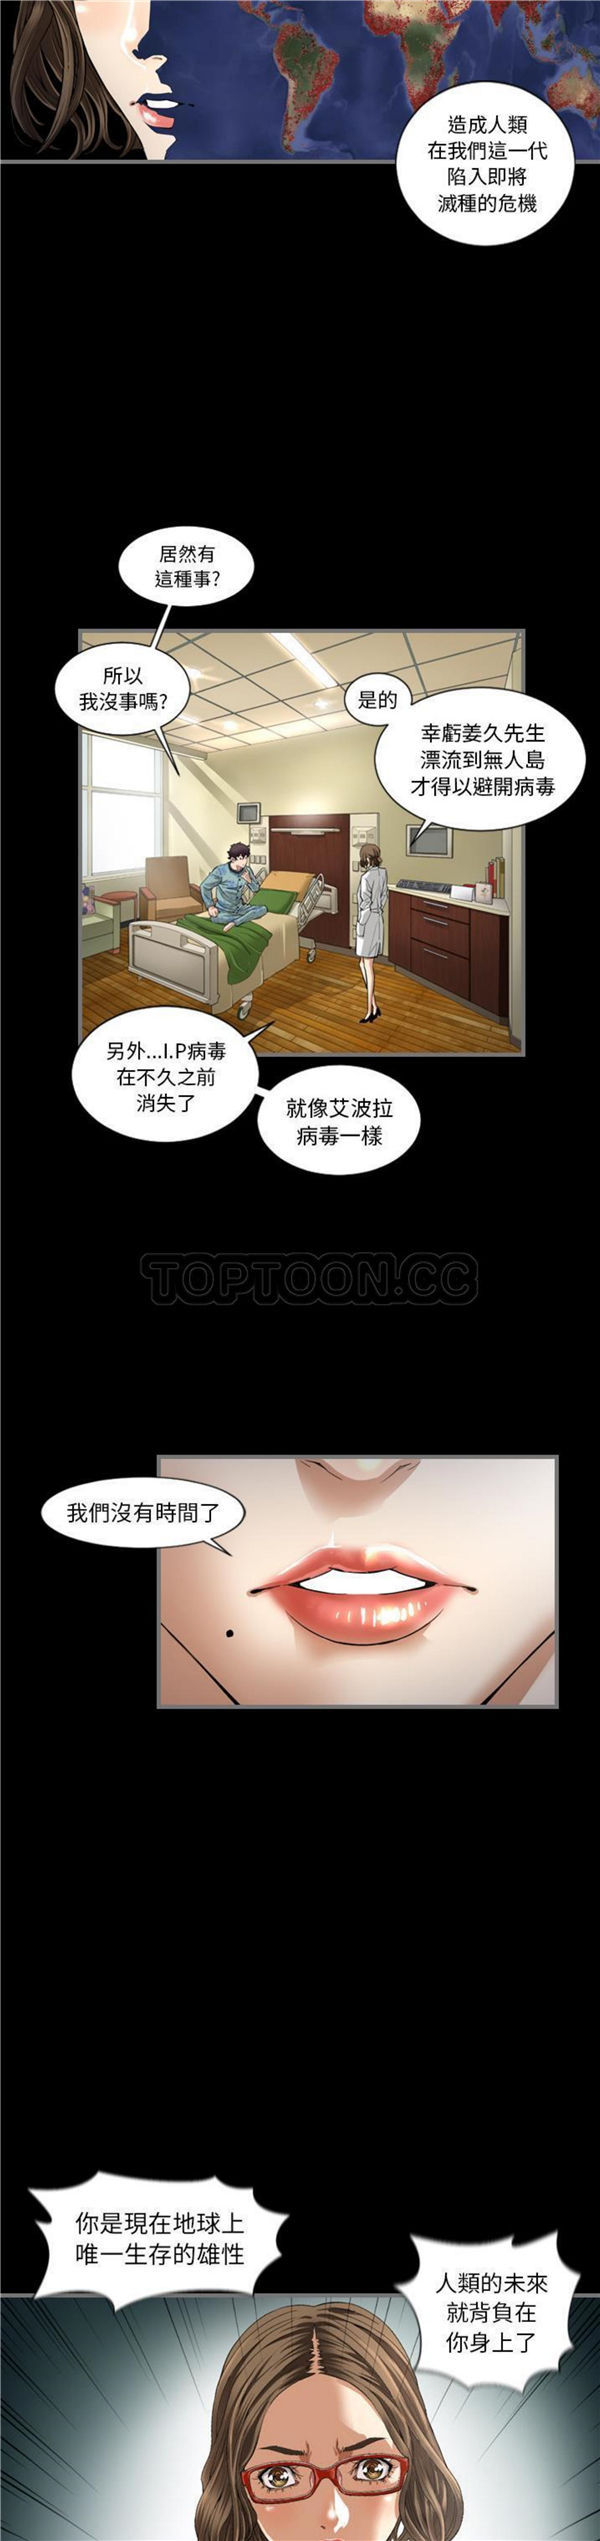 造成人類
在我們這一代
陷入即將
滅種的危機
居然有
這種事?
所以
我沒事嗎?
是的
幸虧姜久先生
漂流到無人島
才得以避開病毒
另外...I.P病毒
在不久之前
消失了
就像艾波拉
病毒一樣
TOPTOON.CC
我們沒有時間了
你是現在地球上
唯一生存的雄性
人類的未來
就背負在
你身上了